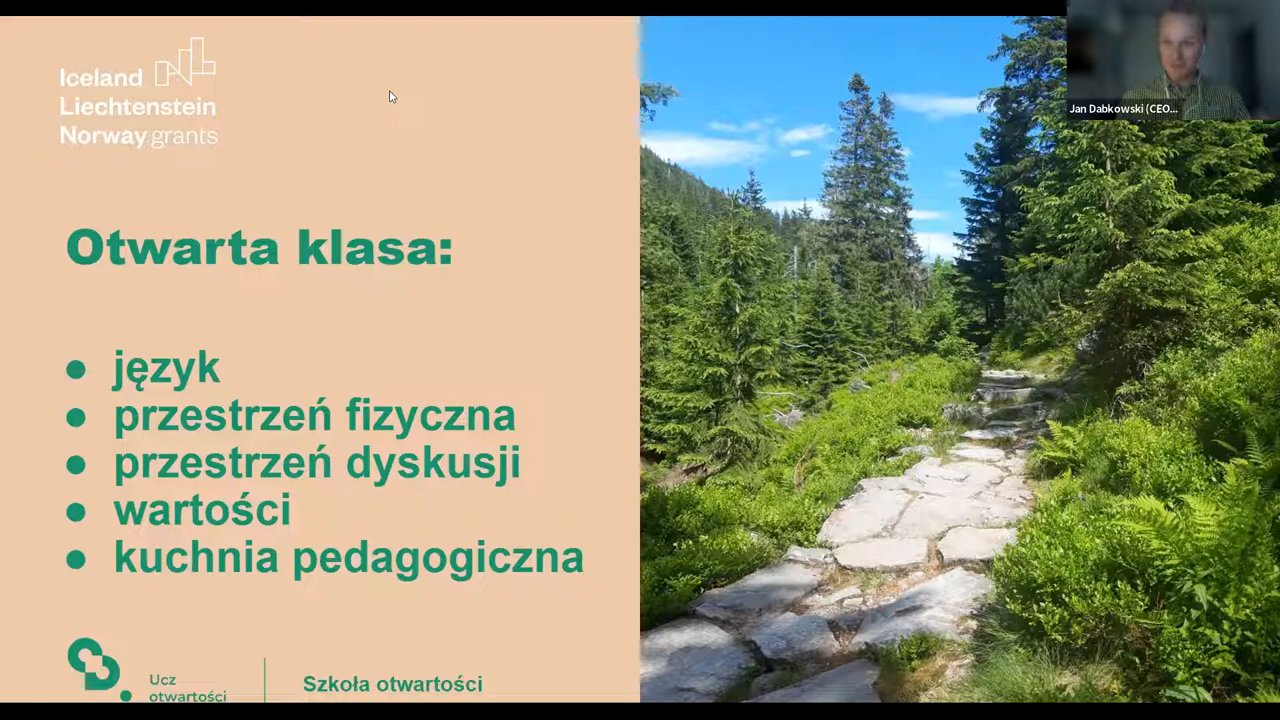 Iceland
Liechtenstein
Norway grants
Jan Dabkowski (CEO...
Otwarta klasa:
● język
● przestrzeń fizyczna
● przestrzeń dyskusji
● wartości
● kuchnia pedagogiczna
Ucz
otwartości
Szkoła otwartości